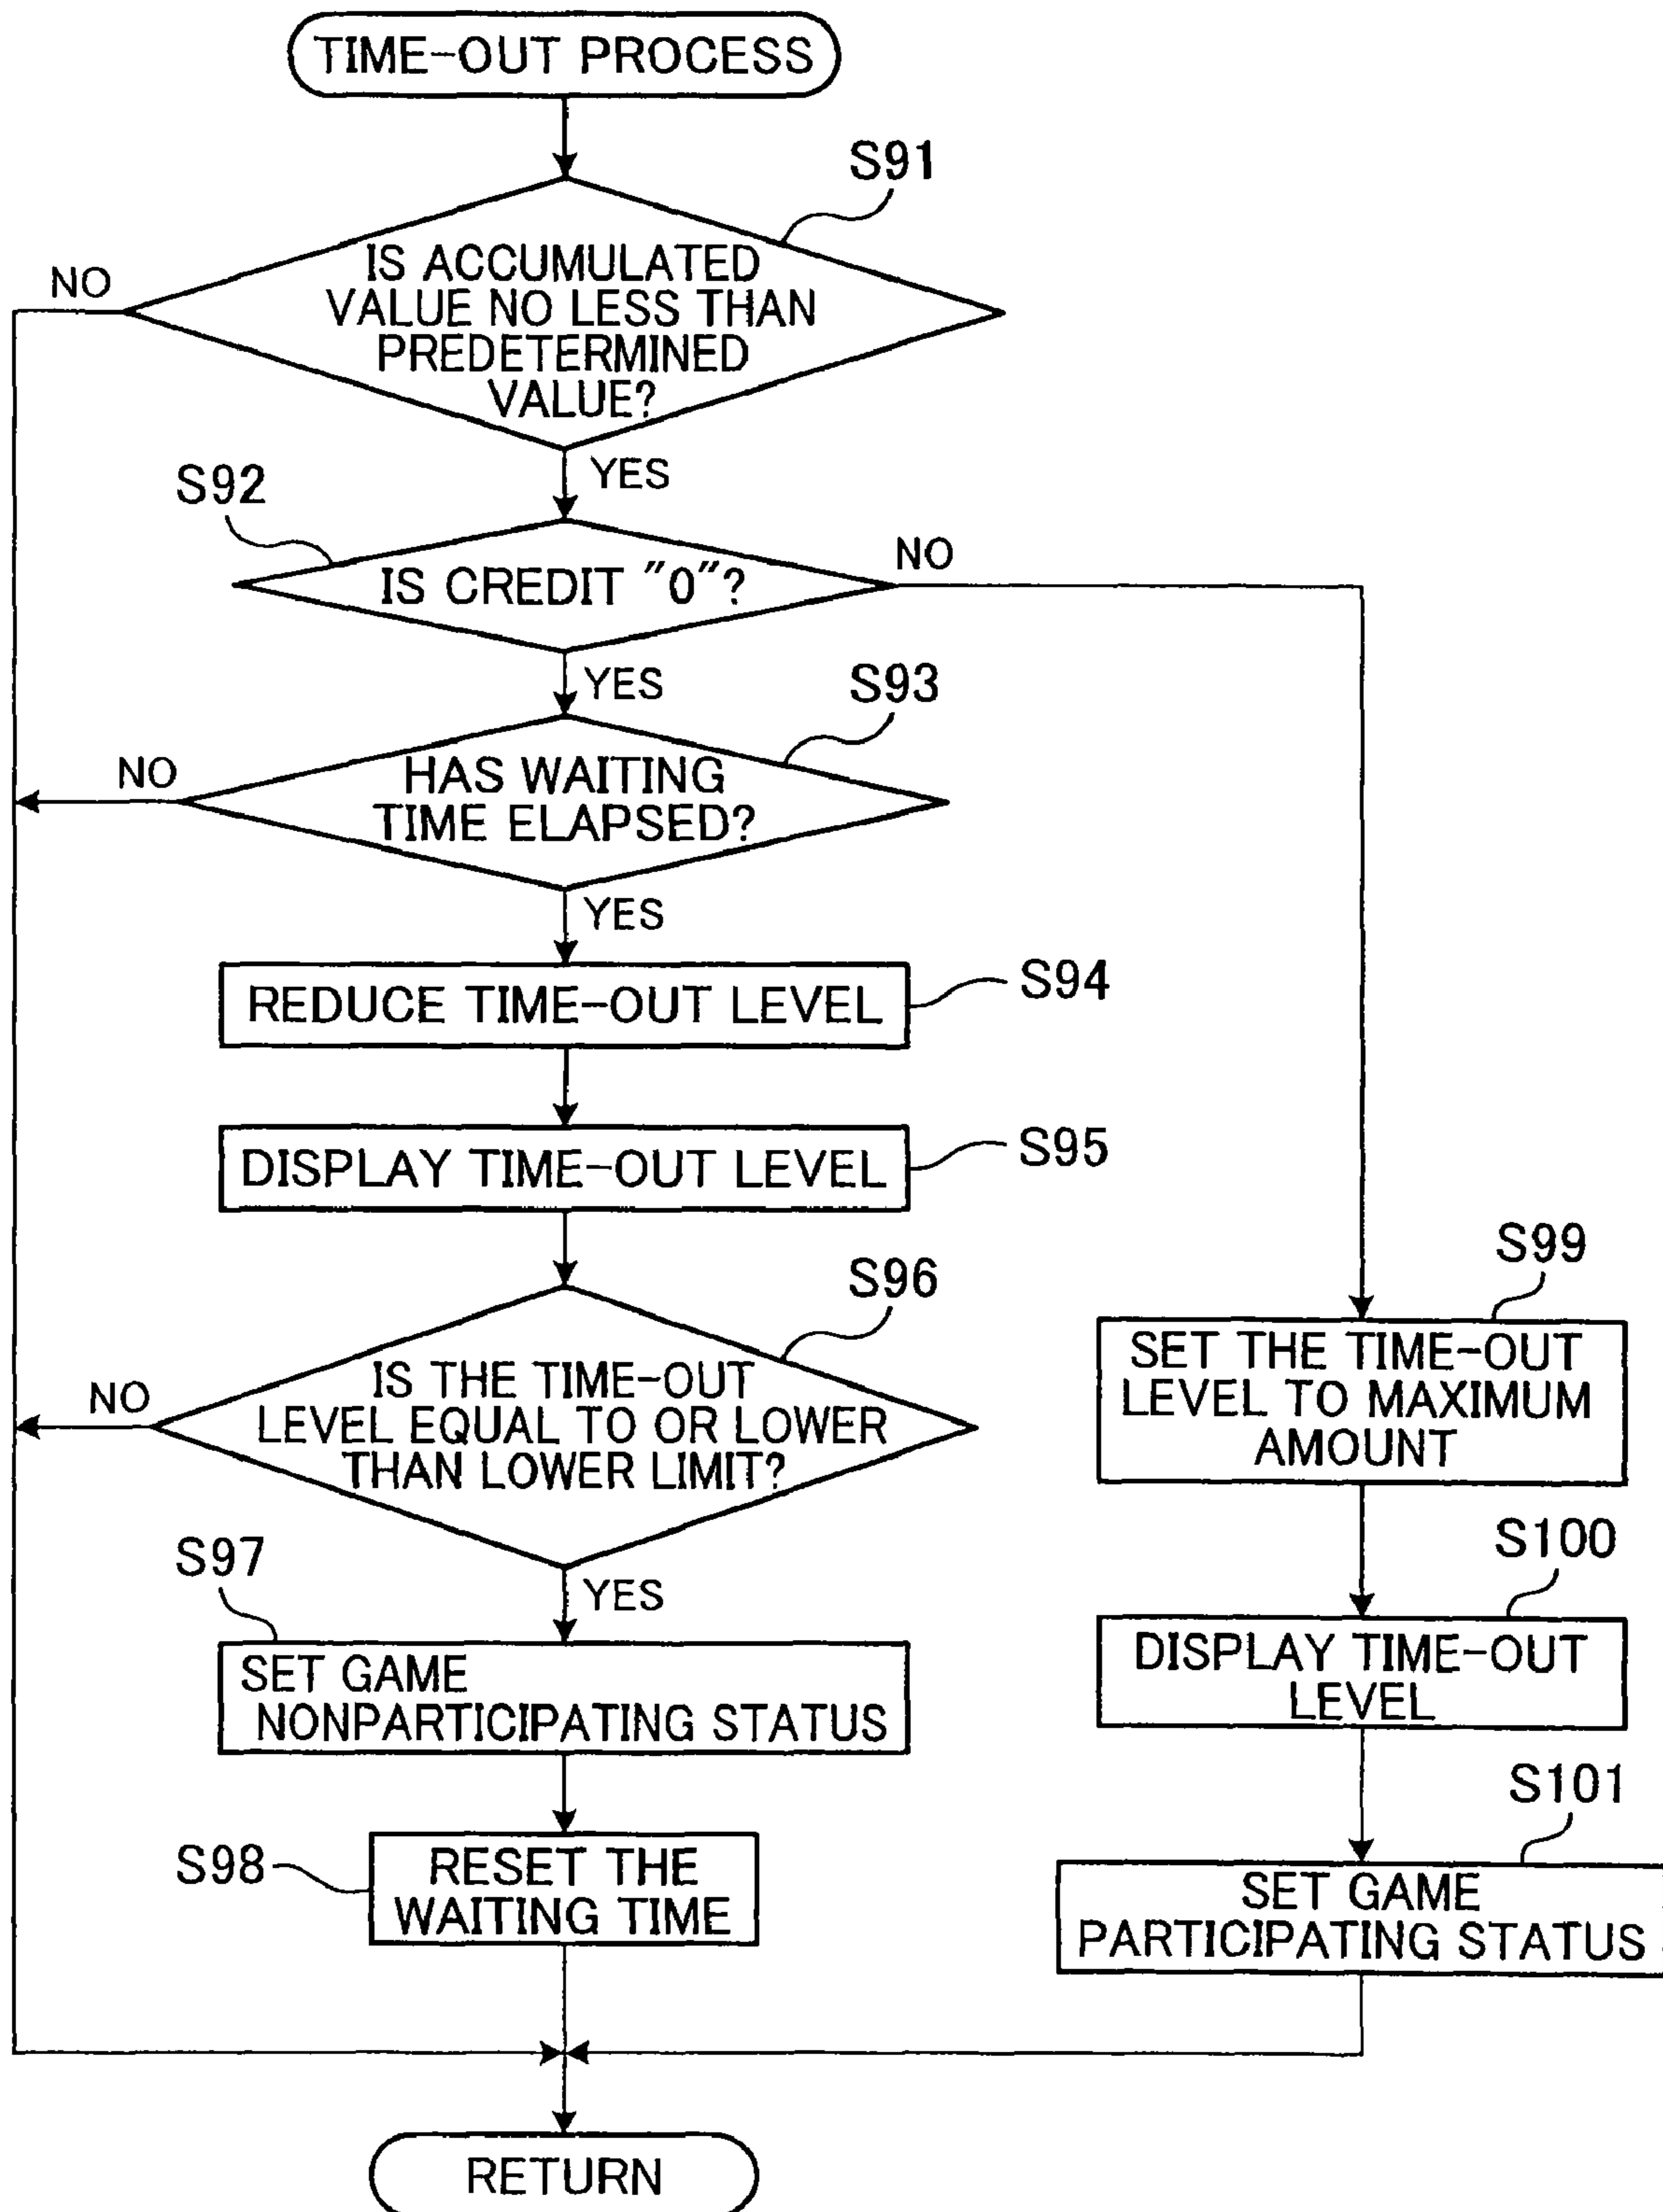 TIME-OUT PROCESS
S91
IS ACCUMULATED
VALUE NO LESS THAN
PREDETERMINED
VALUE?
NO
YES
S92
IS CREDIT "0"?
NO
YES
S93
HAS WAITING
TIME ELAPSED?
NO
YES
REDUCE TIME-OUT LEVEL
S94
DISPLAY TIME-OUT LEVEL
S95
S96
IS THE TIME-OUT
LEVEL EQUAL TO OR LOWER
THAN LOWER LIMIT?
NO
YES
S97
SET GAME
NONPARTICIPATING STATUS
S98
RESET THE
WAITING TIME
S99
SET THE TIME-OUT
LEVEL TO MAXIMUM
AMOUNT
S100
DISPLAY TIME-OUT
LEVEL
S101
SET GAME
PARTICIPATING STATUS
RETURN